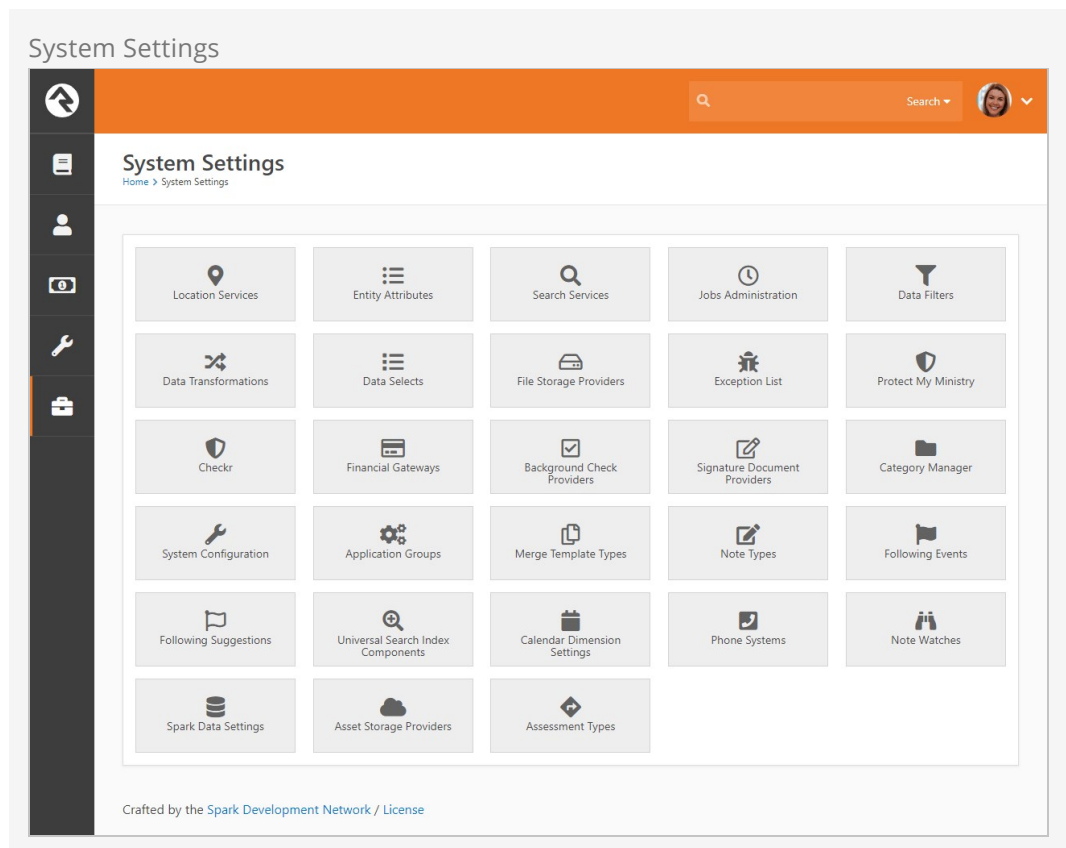 System Settings
Search
System Settings
Home > System Settings
Location Services
Entity Attributes
Search Services
Jobs Administration
Data Filters
Data Transformations
Data Selects
File Storage Providers
Exception List
Protect My Ministry
Checkr
Financial Gateways
Background Check
Providers
Signature Document
Providers
Category Manager
System Configuration
Application Groups
Merge Template Types
Note Types
Following Events
Following Suggestions
Universal Search Index
Components
Calendar Dimension
Settings
Phone Systems
Note Watches
Spark Data Settings
Asset Storage Providers
Assessment Types
Crafted by the Spark Development Network / License